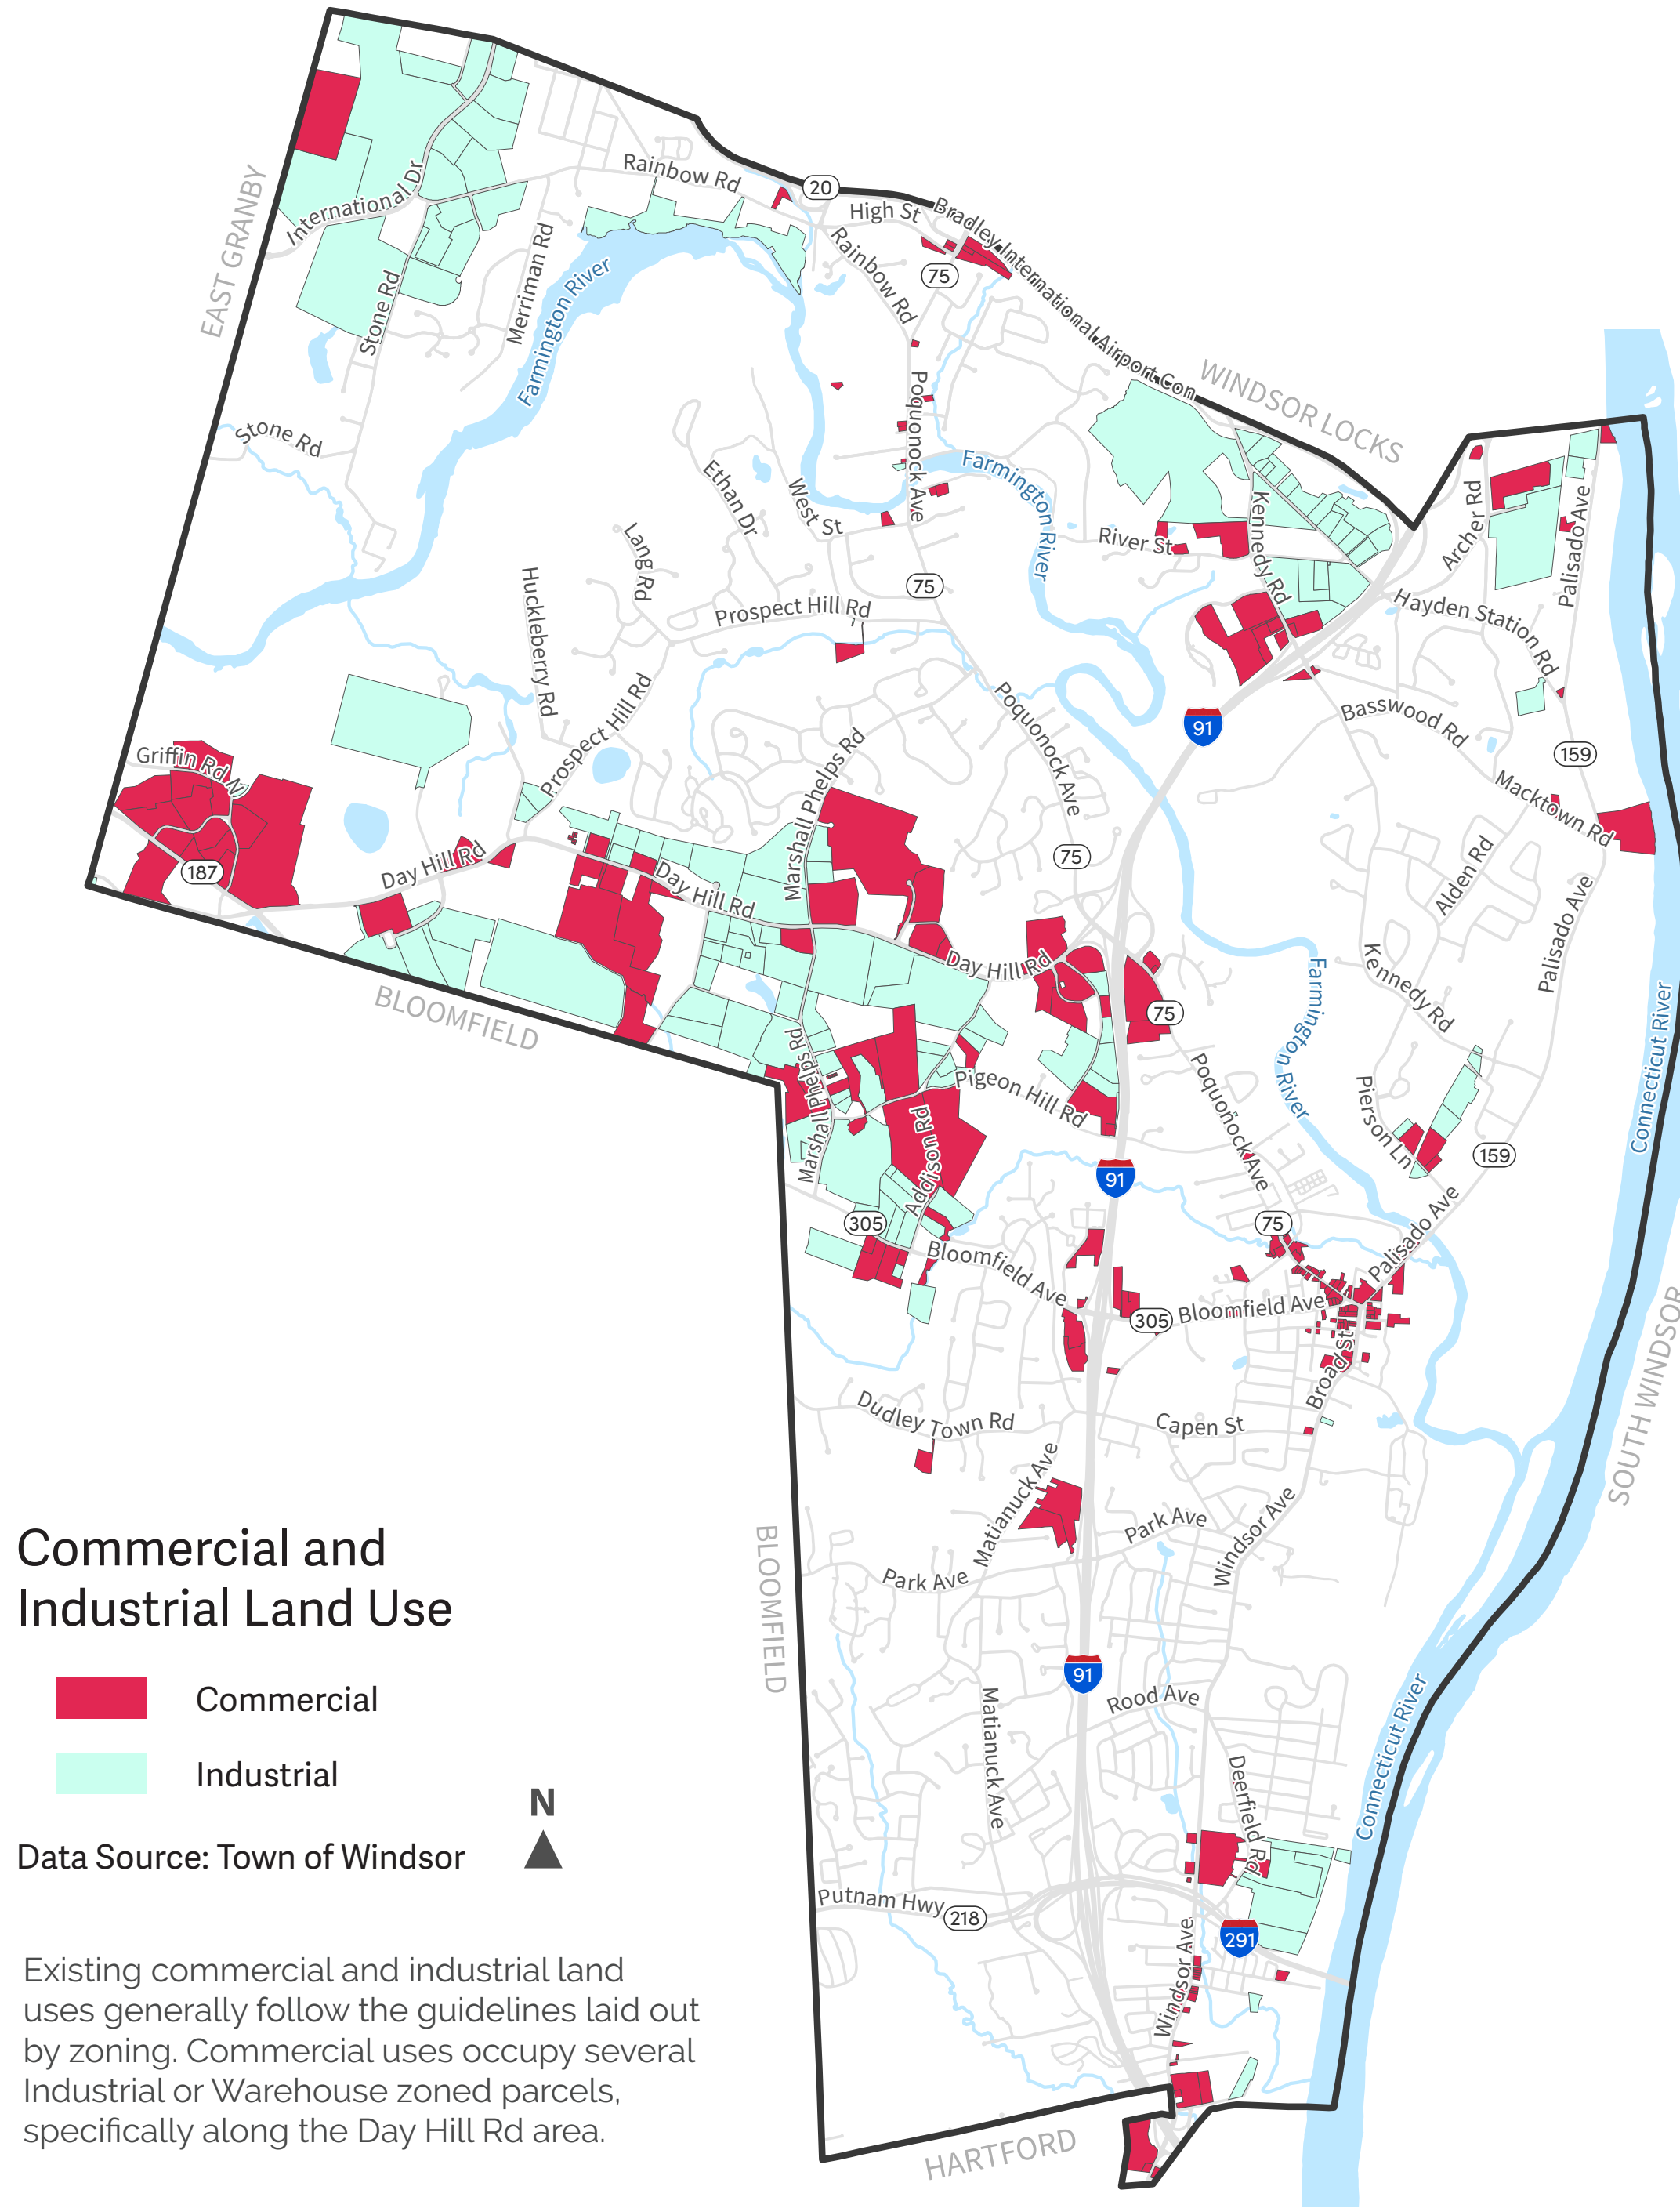 EAST GRANBY
International Dr
Stone Rd
Merriman Rd
Rainbow Rd
20
High St
Bradley International Airport Con
75
Rainbow Rd
Farmington River
WINDSOR LOCKS
Stone Rd
Poquonock Ave
Ethan Dr
West St
Farmington River
River St
Kennedy Rd
Archer Rd
Palisado Ave
Lang Rd
Huckleberry Rd
Prospect Hill Rd
75
Hayden Station Rd
Prospect Hill Rd
Poquonock Ave
91
Basswood Rd
159
Griffin Rd N
Marshall Phelps Rd
Macktown Rd
187
Day Hill Rd
Day Hill Rd
75
Alden Rd
Palisado Ave
Day Hill Rd
BLOOMFIELD
75
Farmington River
Kennedy Rd
Connecticut River
Marshall Phelps Rd
Marshall Phelps Rd
Pigeon Hill Rd
Addison Rd
Poquonock Ave
Pierson Ln
159
91
305
75
Bloomfield Ave
305
Bloomfield Ave
Palisado Ave
Broad St
SOUTH WINDSOR
Dudley Town Rd
Capen St
Matianuck Ave
Park Ave
Windsor Ave
Park Ave
BLOOMFIELD
91
Rood Ave
Matianuck Ave
Deerfield Rd
Connecticut River
Putnam Hwy
218
291
Windsor Ave
HARTFORD
Commercial and
Industrial Land Use
Commercial
Industrial
N
Data Source: Town of Windsor
Existing commercial and industrial land
uses generally follow the guidelines laid out
by zoning. Commercial uses occupy several
Industrial or Warehouse zoned parcels,
specifically along the Day Hill Rd area.